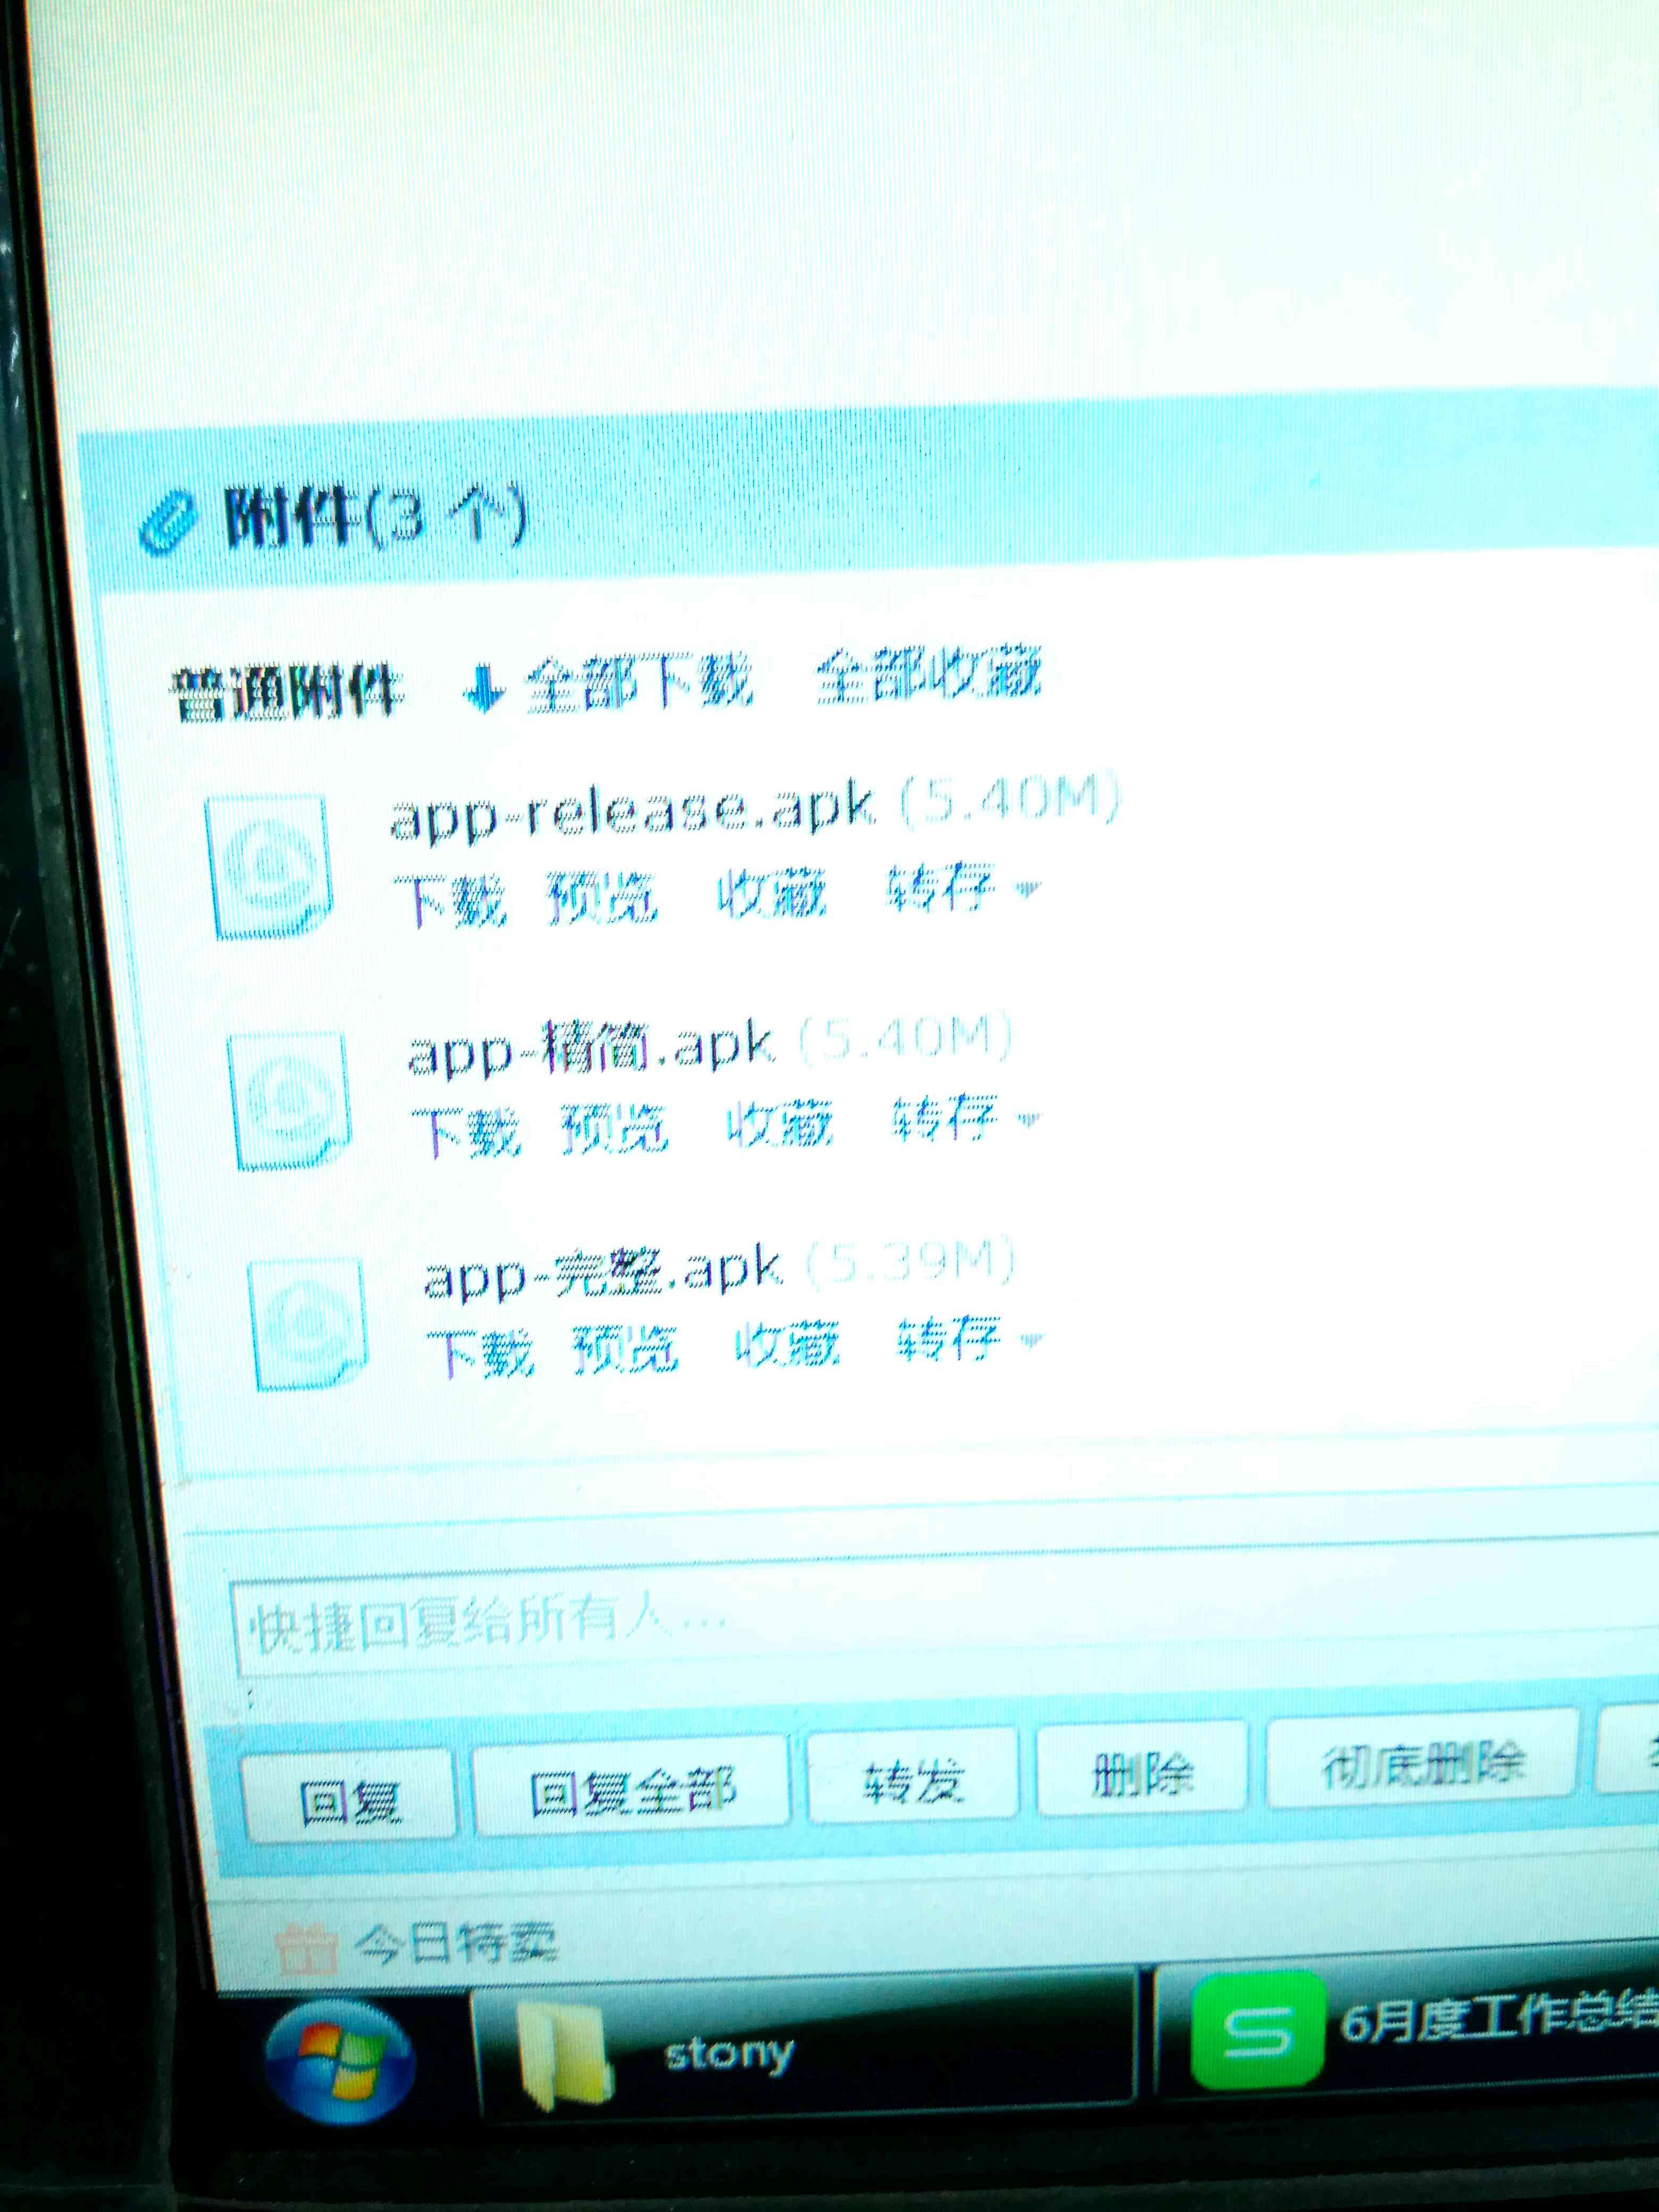 附件(3 个)
普通附件 全部下载 全部收藏
app-release.apk (5.40M)
下载 预览 收藏 转存
app-精简.apk (5.40M)
下载 预览 收藏 转存
app-完整.apk (5.39M)
下载 预览 收藏 转存
快捷回复给所有人...
回复 回复全部 转发 删除 彻底删除
今日特卖
stony 6月度工作总结